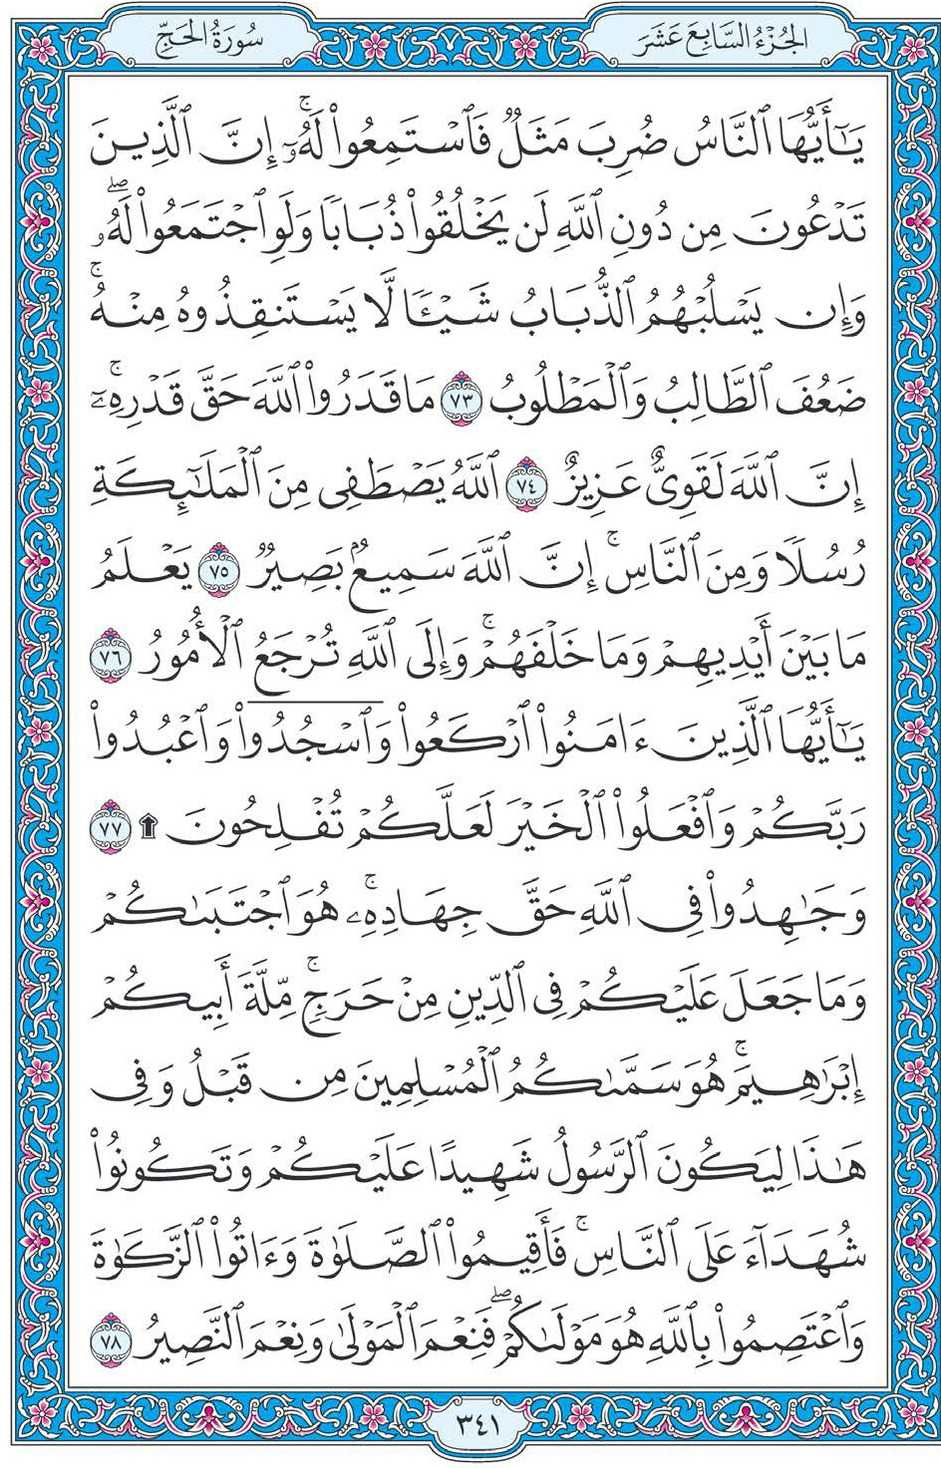 الجُزْءُ السَّابِعَ عَشَرَ
سُورَةُ الحَجِّ
يَٰٓأَيُّهَا ٱلنَّاسُ ضُرِبَ مَثَلٌ فَٱسْتَمِعُوا۟ لَهُۥٓ ۚ إِنَّ ٱلَّذِينَ
تَدْعُونَ مِن دُونِ ٱللَّهِ لَن يَخْلُقُوا۟ ذُبَابًا وَلَوِ ٱجْتَمَعُوا۟ لَهُۥ ۖ
وَإِن يَسْلُبْهُمُ ٱلذُّبَابُ شَيْـًٔا لَّا يَسْتَنقِذُوهُ مِنْهُ ۚ
ضَعُفَ ٱلطَّالِبُ وَٱلْمَطْلُوبُ ٧٣ مَا قَدَرُوا۟ ٱللَّهَ حَقَّ قَدْرِهِۦٓ ۚ
إِنَّ ٱللَّهَ لَقَوِىٌّ عَزِيزٌ ٧٤ ٱللَّهُ يَصْطَفِى مِنَ ٱلْمَلَٰٓئِكَةِ
رُسُلًا وَمِنَ ٱلنَّاسِ ۚ إِنَّ ٱللَّهَ سَمِيعٌۢ بَصِيرٌ ٧٥ يَعْلَمُ
مَا بَيْنَ أَيْدِيهِمْ وَمَا خَلْفَهُمْ ۚ وَإِلَى ٱللَّهِ تُرْجَعُ ٱلْأُمُورُ ٧٦
يَٰٓأَيُّهَا ٱلَّذِينَ ءَامَنُوا۟ ٱرْكَعُوا۟ وَٱسْجُدُوا۟ وَٱعْبُدُوا۟
رَبَّكُمْ وَٱفْعَلُوا۟ ٱلْخَيْرَ لَعَلَّكُمْ تُفْلِحُونَ ٧٧
وَجَٰهِدُوا۟ فِى ٱللَّهِ حَقَّ جِهَادِهِۦ ۚ هُوَ ٱجْتَبَىٰكُمْ
وَمَا جَعَلَ عَلَيْكُمْ فِى ٱلدِّينِ مِنْ حَرَجٍ ۚ مِّلَّةَ أَبِيكُمْ
إِبْرَٰهِيمَ ۚ هُوَ سَمَّىٰكُمُ ٱلْمُسْلِمِينَ مِن قَبْلُ وَفِى
هَٰذَا لِيَكُونَ ٱلرَّسُولُ شَهِيدًا عَلَيْكُمْ وَتَكُونُوا۟
شُهَدَآءَ عَلَى ٱلنَّاسِ ۚ فَأَقِيمُوا۟ ٱلصَّلَوٰةَ وَءَاتُوا۟ ٱلزَّكَوٰةَ
وَٱعْتَصِمُوا۟ بِٱللَّهِ هُوَ مَوْلَىٰكُمْ ۖ فَنِعْمَ ٱلْمَوْلَىٰ وَنِعْمَ ٱلنَّصِيرُ ٧٨
٣٤١